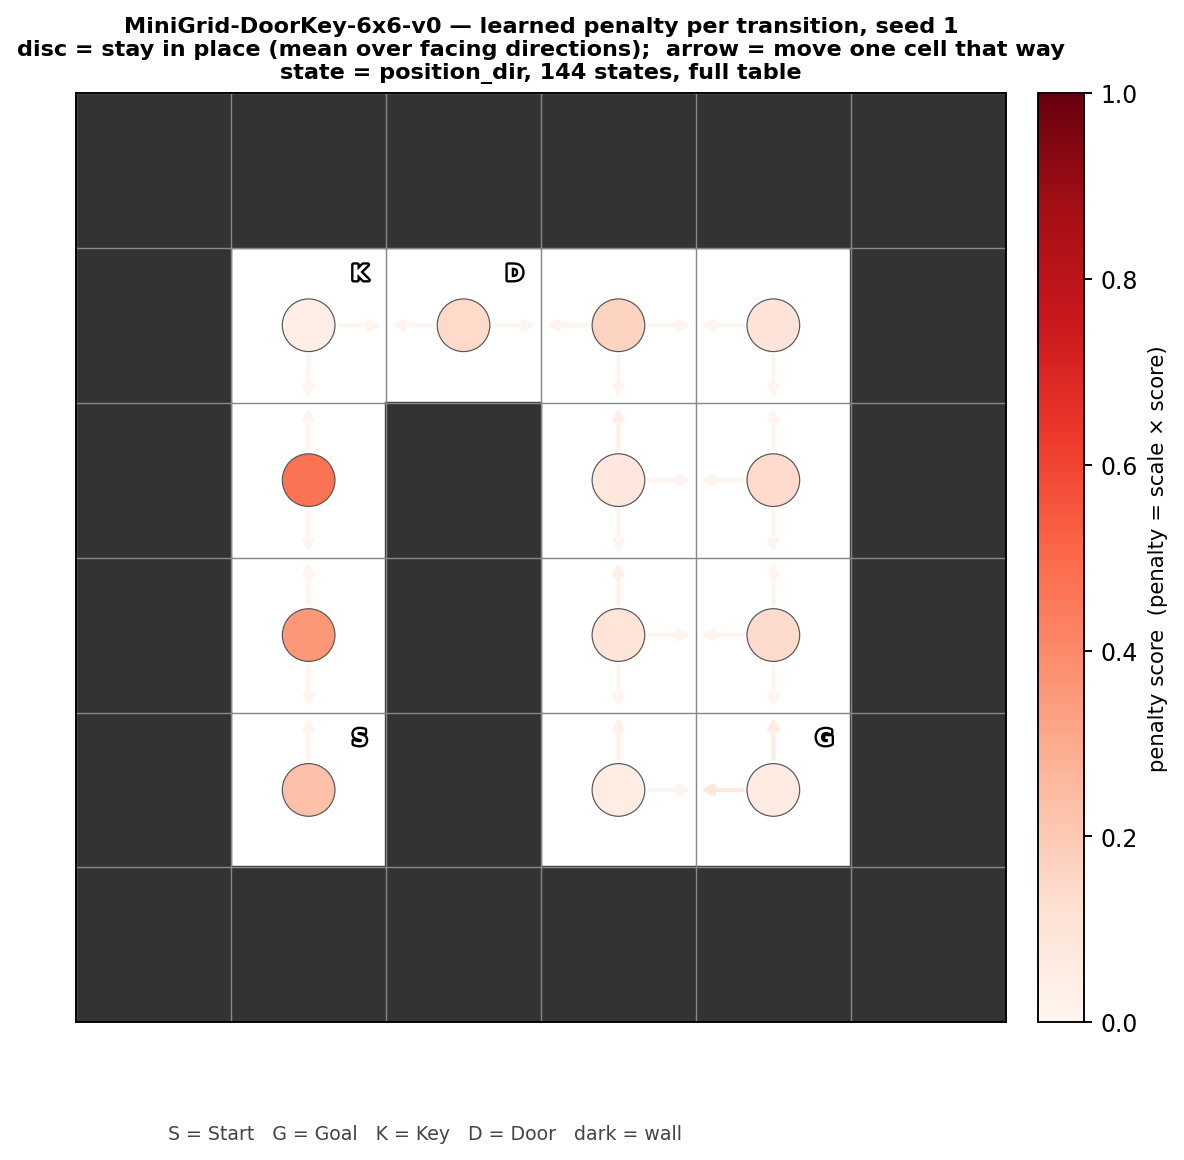 MiniGrid-DoorKey-6x6-v0 — learned penalty per transition, seed 1
disc = stay in place (mean over facing directions);  arrow = move one cell that way
state = position_dir, 144 states, full table
K
D
S
G
1.0
0.8
0.6
0.4
0.2
0.0
penalty score  (penalty = scale × score)
S = Start   G = Goal   K = Key   D = Door   dark = wall